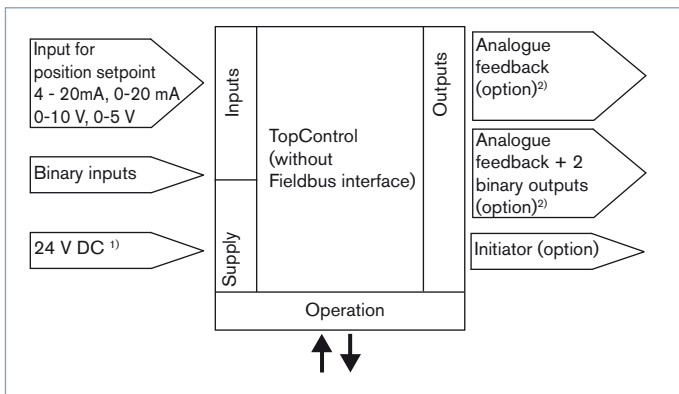 Input for
position setpoint
4 - 20mA, 0-20 mA
0-10 V, 0-5 V
Binary inputs
24 V DC ¹⁾
Inputs
Supply
TopControl
(without
Fieldbus interface)
Outputs
Operation
Analogue
feedback
(option)²⁾
Analogue
feedback + 2
binary outputs
(option)²⁾
Initiator (option)